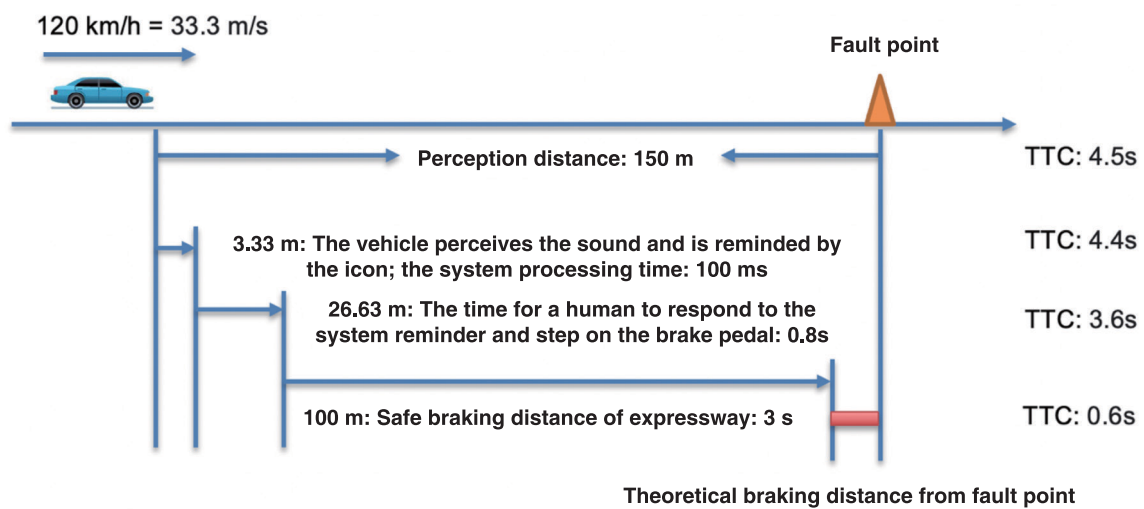 120 km/h = 33.3 m/s
Fault point
Perception distance: 150 m
TTC: 4.5s
3.33 m: The vehicle perceives the sound and is reminded by
the icon; the system processing time: 100 ms
TTC: 4.4s
26.63 m: The time for a human to respond to the
system reminder and step on the brake pedal: 0.8s
TTC: 3.6s
100 m: Safe braking distance of expressway: 3 s
TTC: 0.6s
Theoretical braking distance from fault point